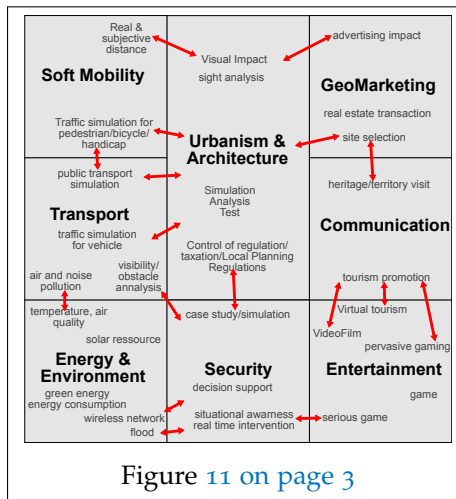 Real &
subjective
distance
Soft Mobility
Traffic simulation for
pedestrian/bicycle/
handicap
Visual Impact
sight analysis
Urbanism &
Architecture
Simulation
Analysis
Test
Control of regulation/
taxation/Local Planning
Regulations
advertising impact
GeoMarketing
real estate transaction
site selection
public transport
simulation
Transport
traffic simulation
for vehicle
air and noise
pollution
visibility/
obstacle
annalysis
heritage/territory visit
Communication
tourism promotion
temperature, air
quality
solar ressource
Energy &
Environment
green energy
energy consumption
wireless network
flood
case study/simulation
Security
decision support
situational awarness
real time intervention
Virtual tourism
VideoFilm
pervasive gaming
Entertainment
game
serious game
Figure 11 on page 3